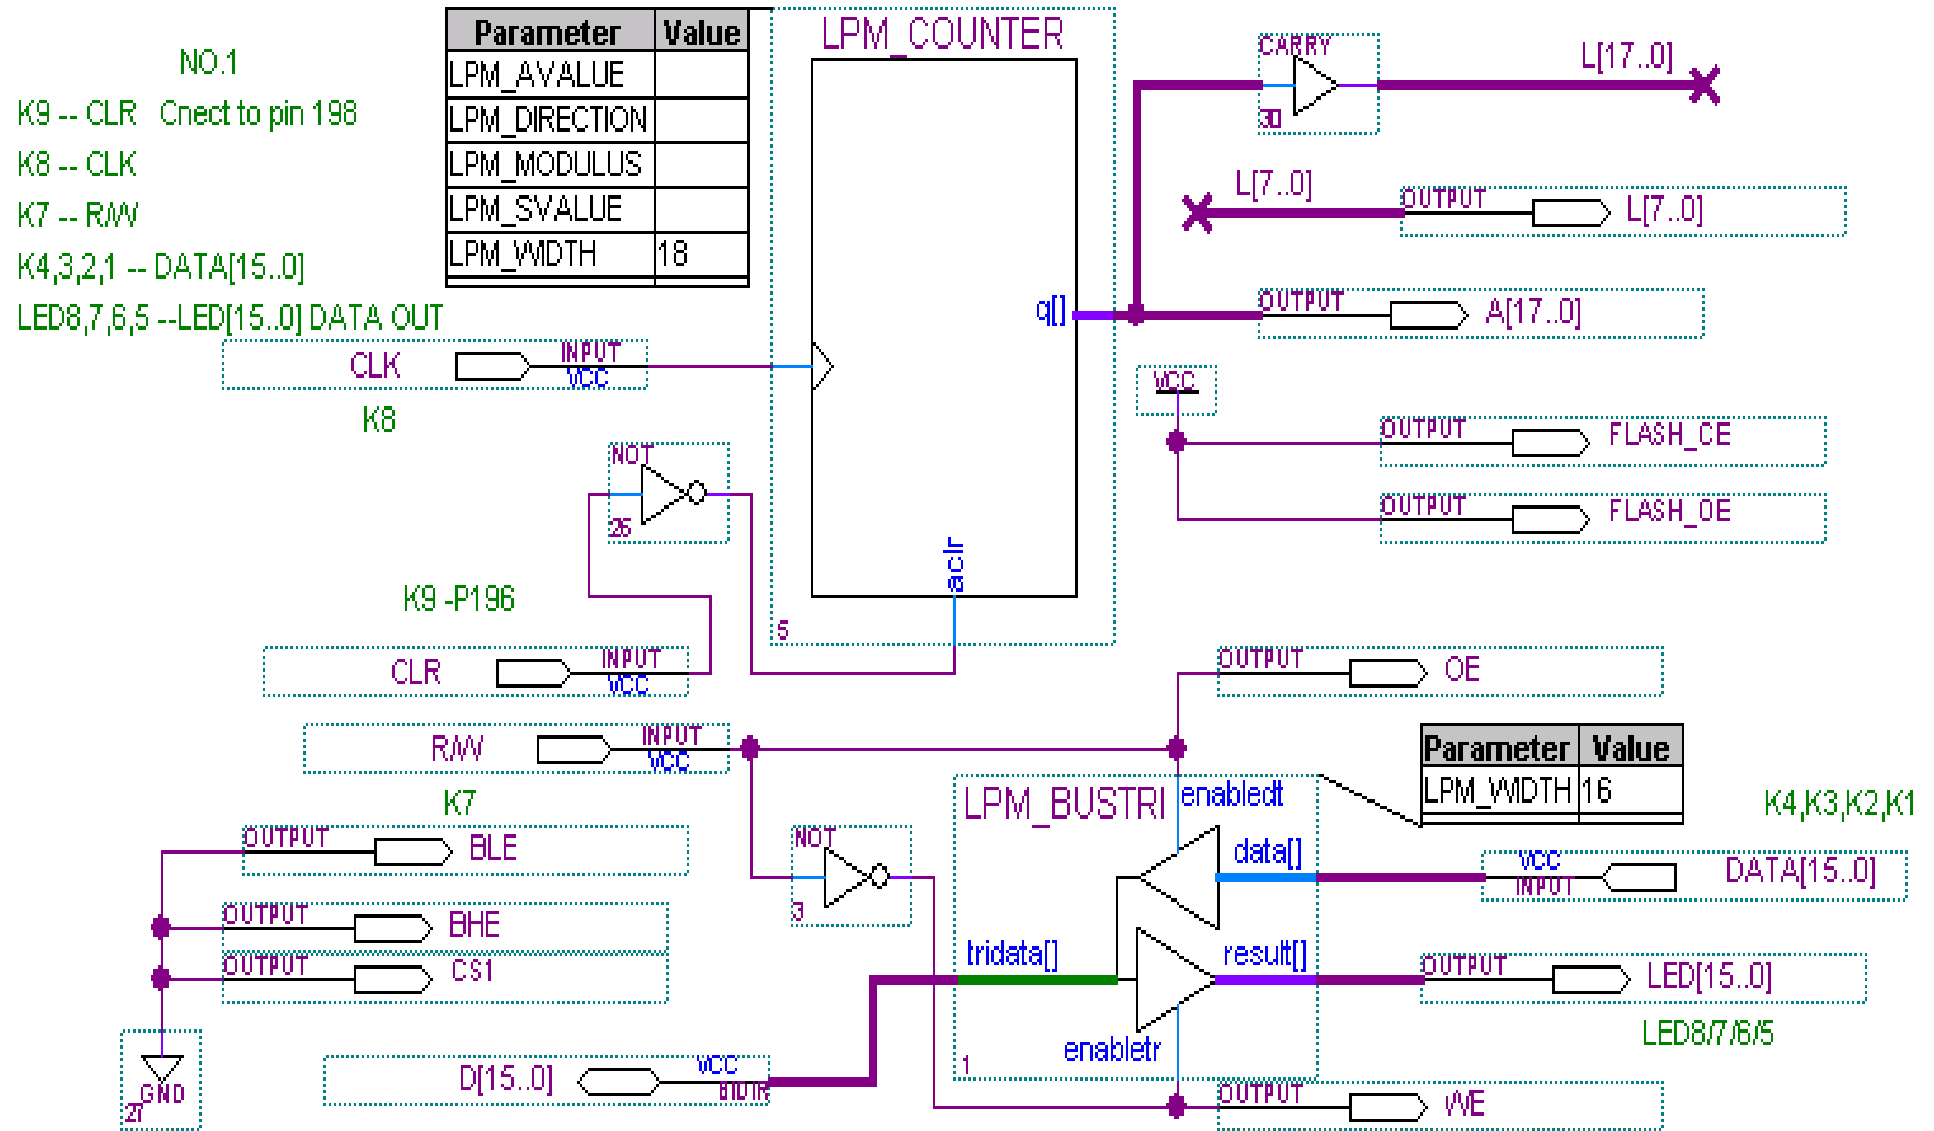 NO.1
K9 -- CLR   Cnect to pin 198
K8 -- CLK
K7 -- R/W
K4,3,2,1 -- DATA[15..0]
LED8,7,6,5 --LED[15..0] DATA OUT
Parameter Value
LPM_AVALUE
LPM_DIRECTION
LPM_MODULUS
LPM_SVALUE
LPM_WIDTH 18
LPM_COUNTER
q[]
aclr
5
CARRY
30
L[17..0]
L[7..0]
OUTPUT
L[7..0]
OUTPUT
A[17..0]
VCC
OUTPUT
FLASH_CE
OUTPUT
FLASH_OE
CLK
INPUT
VCC
K8
NOT
26
K9 -P196
CLR
INPUT
VCC
R/W
INPUT
VCC
K7
OUTPUT
OE
Parameter Value
LPM_WIDTH 16
K4,K3,K2,K1
OUTPUT
BLE
OUTPUT
BHE
OUTPUT
CS1
GND
27
NOT
3
LPM_BUSTRI
enabledt
data[]
tridata[]
result[]
enabletr
1
VCC
INPUT
DATA[15..0]
OUTPUT
LED[15..0]
LED8/7/6/5
D[15..0]
VCC
BIDIR
OUTPUT
WE